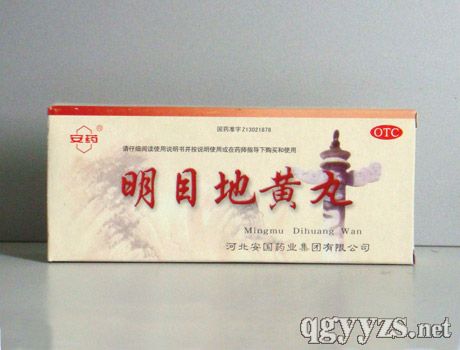 国药准字Z13021878
安药®
OTC
请仔细阅读使用说明书并按说明使用或在药师指导下购买和使用
明目地黄丸
Mingmu Dihuang Wan
河北安国药业集团有限公司
qgyyzs.net